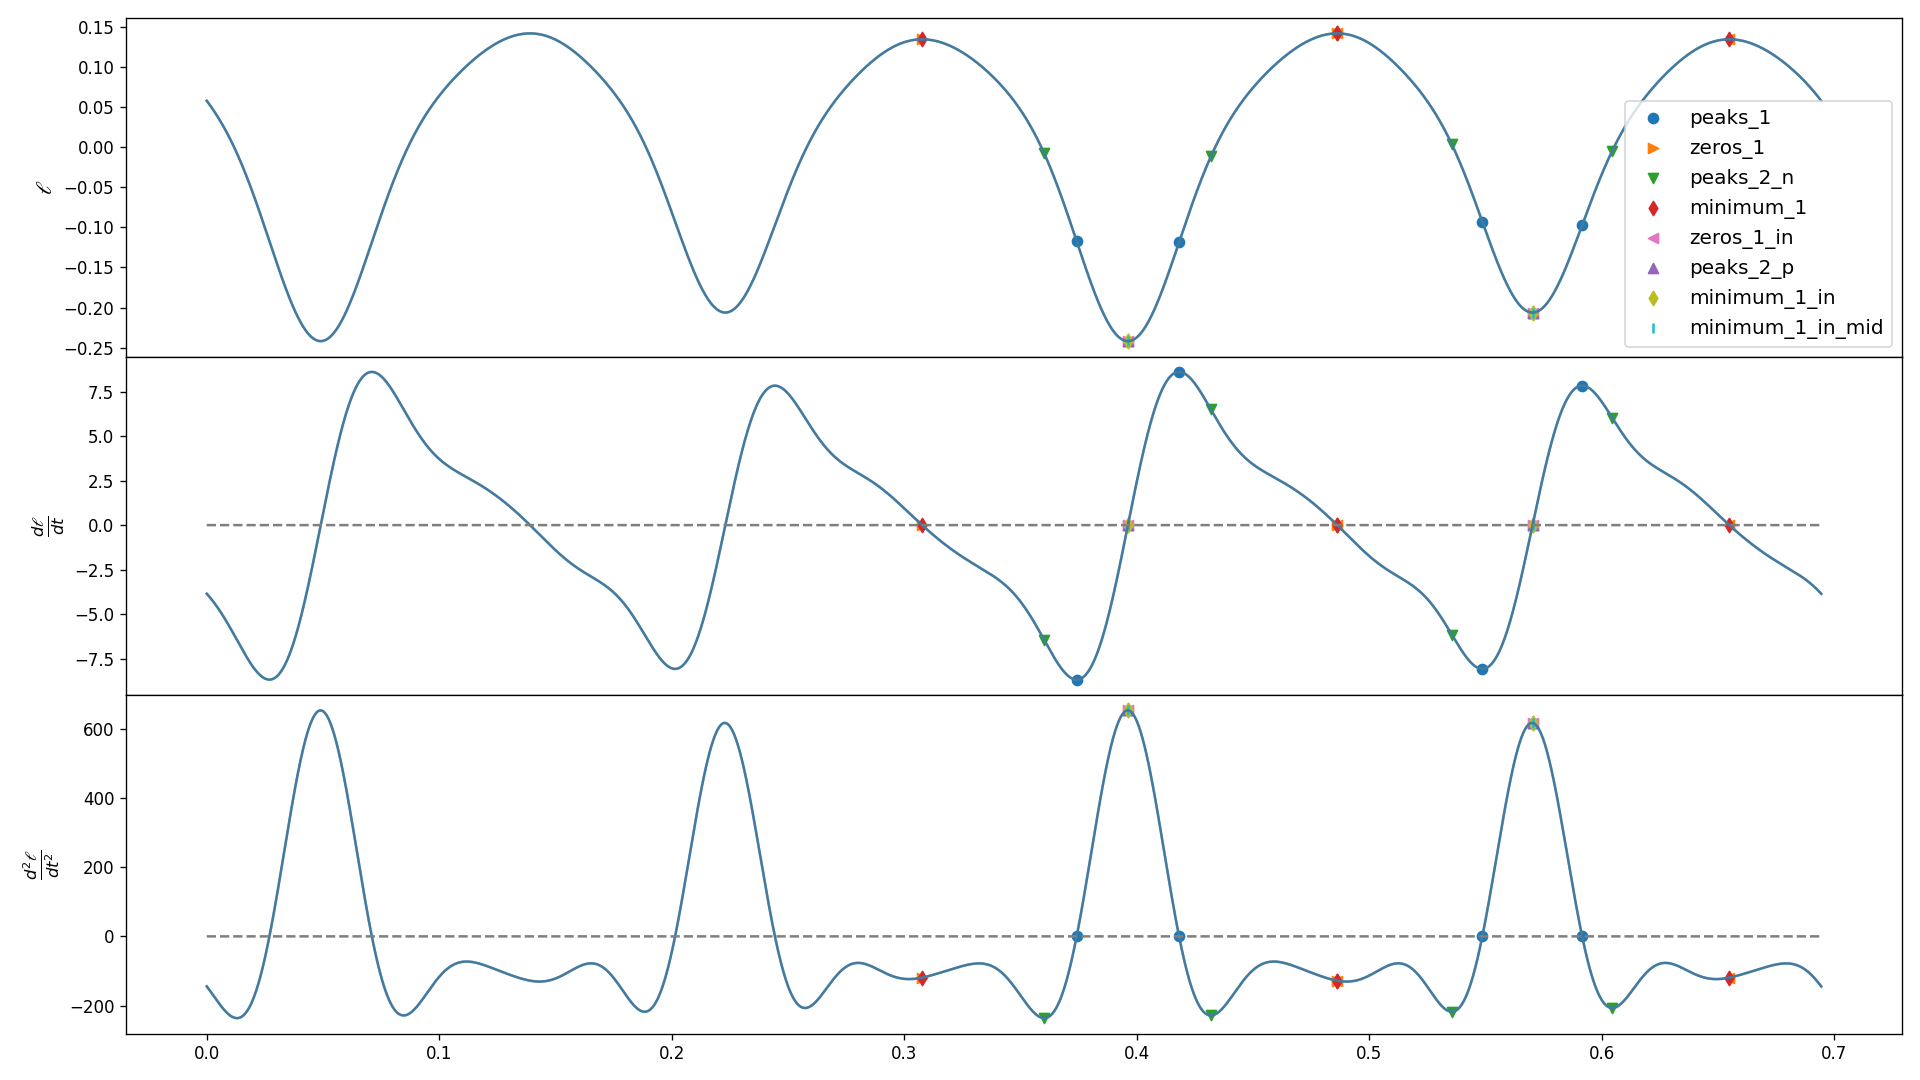 0.15
0.10
0.05
0.00
−0.05
−0.10
−0.15
−0.20
−0.25
ℓ
peaks_1
zeros_1
peaks_2_n
minimum_1
zeros_1_in
peaks_2_p
minimum_1_in
minimum_1_in_mid
7.5
5.0
2.5
0.0
−2.5
−5.0
−7.5
dℓ
dt
600
400
200
0
−200
d²ℓ
dt²
0.0 0.1 0.2 0.3 0.4 0.5 0.6 0.7